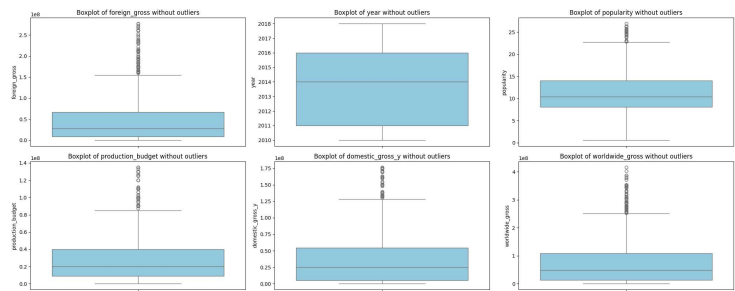 Boxplot of foreign_gross without outliers
1e8
foreign_gross
2.5
2.0
1.5
1.0
0.5
0.0
Boxplot of year without outliers
year
2018
2017
2016
2015
2014
2013
2012
2011
2010
Boxplot of popularity without outliers
popularity
25
20
15
10
5
0
Boxplot of production_budget without outliers
1e8
production_budget
1.4
1.2
1.0
0.8
0.6
0.4
0.2
0.0
Boxplot of domestic_gross_y without outliers
1e8
domestic_gross_y
1.75
1.50
1.25
1.00
0.75
0.50
0.25
0.00
Boxplot of worldwide_gross without outliers
1e8
worldwide_gross
4
3
2
1
0